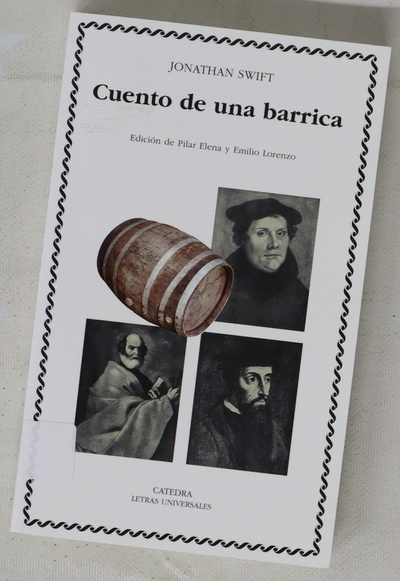 JONATHAN SWIFT
Cuento de una barrica
Edición de Pilar Elena y Emilio Lorenzo
CATEDRA
LETRAS UNIVERSALES